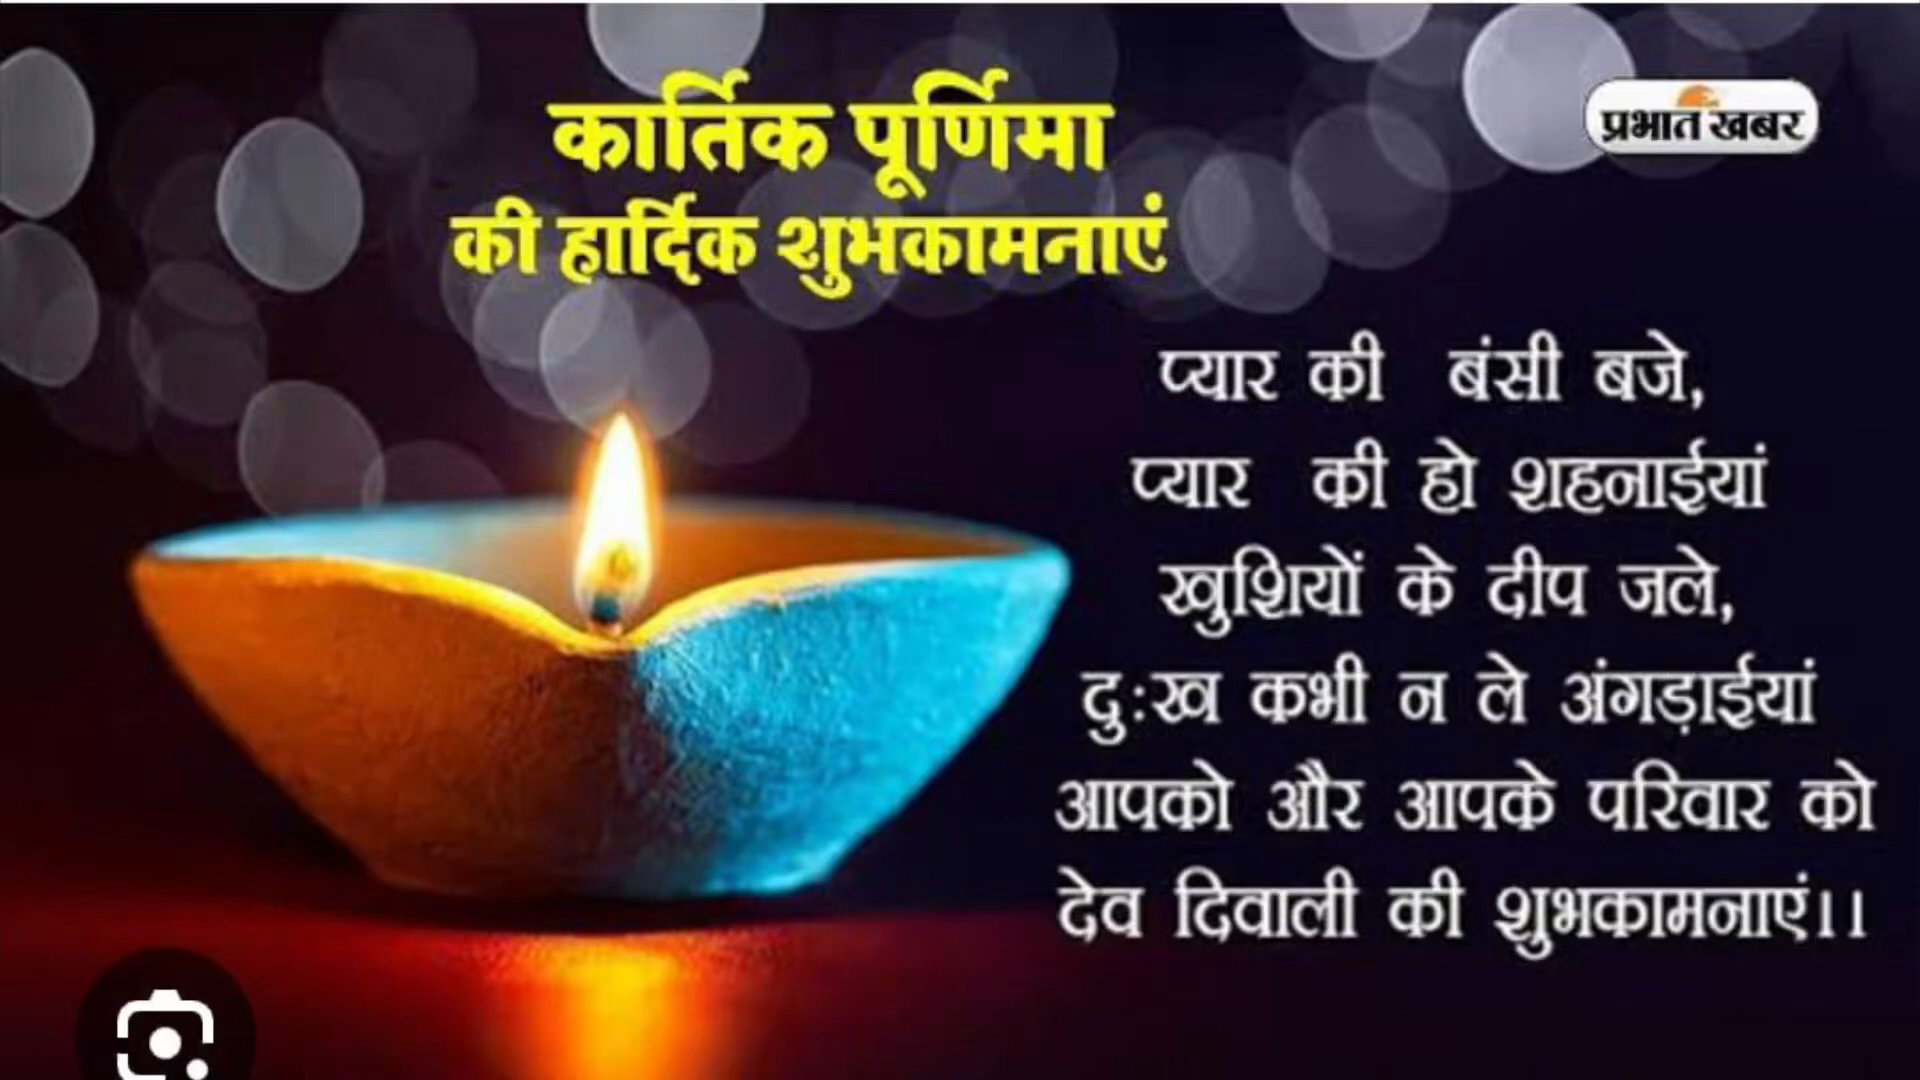 कार्तिक पूर्णिमा
की हार्दिक शुभकामनाएं
प्रभात खबर
प्यार की बंसी बजे,
प्यार की हो शहनाईयां
खुशियों के दीप जले,
दुःख कभी न ले अंगड़ाईयां
आपको और आपके परिवार को
देव दिवाली की शुभकामनाएं।।